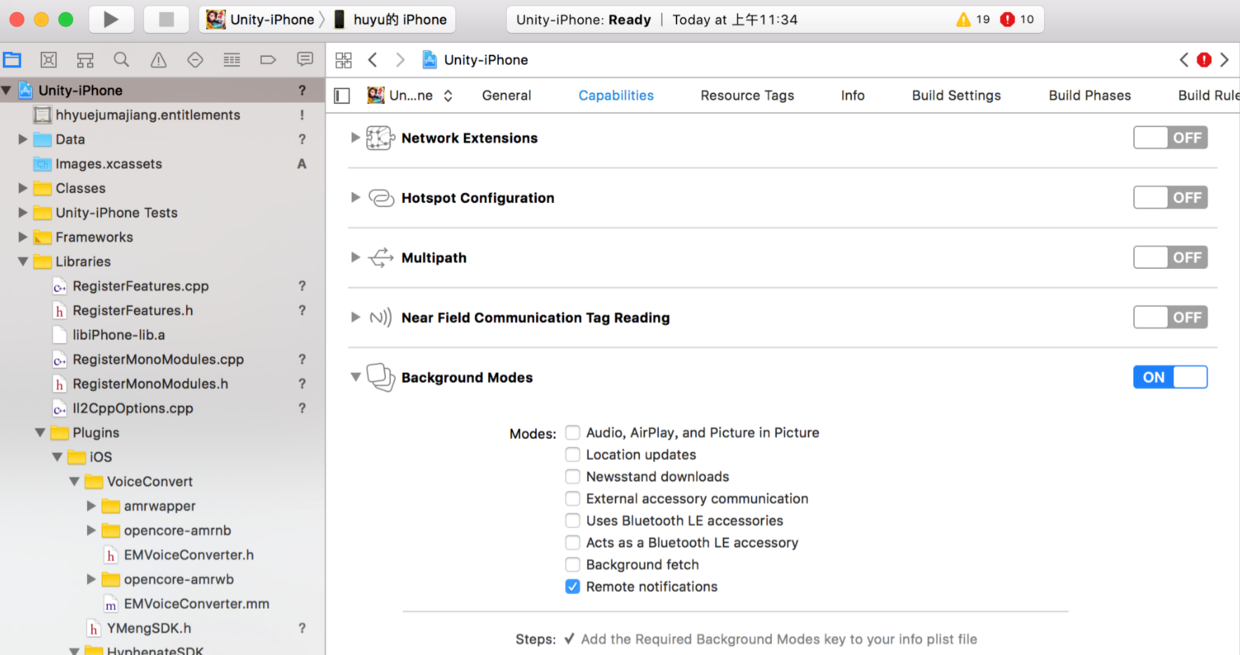 Unity-iPhone 〉 huyu的 iPhone
Unity-iPhone: Ready | Today at 上午11:34
19
10
Unity-iPhone
Un...ne
General
Capabilities
Resource Tags
Info
Build Settings
Build Phases
Build Rule
Unity-iPhone ?
hhyuejumajiang.entitlements !
Data ?
Images.xcassets A
Classes
Unity-iPhone Tests
Frameworks
Libraries
RegisterFeatures.cpp ?
RegisterFeatures.h ?
libiPhone-lib.a
RegisterMonoModules.cpp ?
RegisterMonoModules.h ?
Il2CppOptions.cpp ?
Plugins
iOS
VoiceConvert
amrwapper
opencore-amrnb
EMVoiceConverter.h
opencore-amrwb
EMVoiceConverter.mm
YMengSDK.h ?
HyphenateSDK
Network Extensions OFF
Hotspot Configuration OFF
Multipath OFF
Near Field Communication Tag Reading OFF
Background Modes ON
Modes: Audio, AirPlay, and Picture in Picture
Location updates
Newsstand downloads
External accessory communication
Uses Bluetooth LE accessories
Acts as a Bluetooth LE accessory
Background fetch
Remote notifications
Steps: ✓ Add the Required Background Modes key to your info plist file